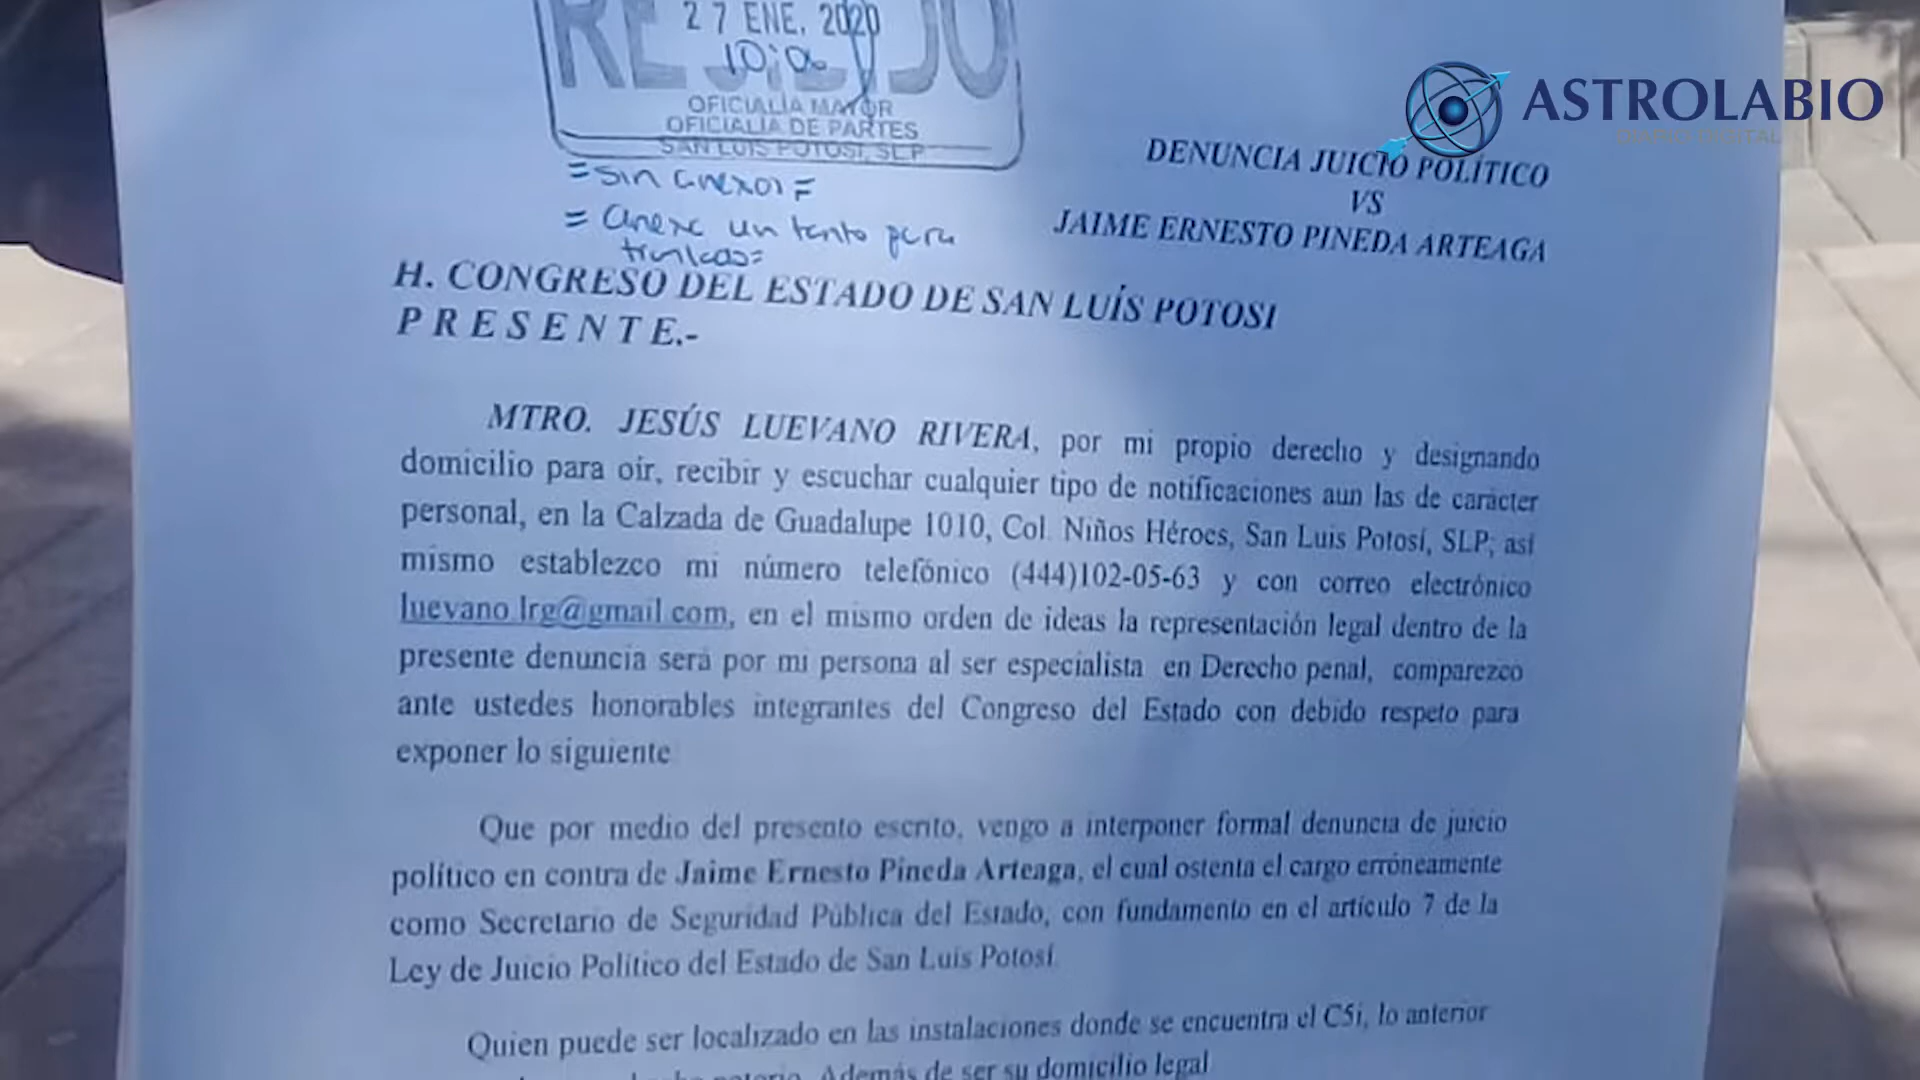 27 ENE. 2020
OFICIALÍA MAYOR
OFICIALIA DE PARTES
SAN LUIS POTOSI, SLP
= sin anexos =
= anexa un tanto para
ASTROLABIO
DIARIO DIGITAL
DENUNCIA JUICIO POLÍTICO
VS
JAIME ERNESTO PINEDA ARTEAGA
H. CONGRESO DEL ESTADO DE SAN LUÍS POTOSI
P R E S E N T E.-
MTRO. JESÚS LUEVANO RIVERA, por mi propio derecho y designando
domicilio para oír, recibir y escuchar cualquier tipo de notificaciones aun las de carácter
personal, en la Calzada de Guadalupe 1010, Col. Niños Héroes, San Luis Potosí, SLP; así
mismo establezco mi número telefónico (444)102-05-63 y con correo electrónico
luevano.lrg@gmail.com, en el mismo orden de ideas la representación legal dentro de la
presente denuncia será por mi persona al ser especialista en Derecho penal, comparezco
ante ustedes honorables integrantes del Congreso del Estado con debido respeto para
exponer lo siguiente
Que por medio del presento escrito, vengo a interponer formal denuncia de juicio
político en contra de Jaime Ernesto Pineda Arteaga, el cual ostenta el cargo erróneamente
como Secretario de Seguridad Pública del Estado, con fundamento en el artículo 7 de la
Ley de Juicio Político del Estado de San Luis Potosí.
Quien puede ser localizado en las instalaciones donde se encuentra el C5i, lo anterior
notorio. Además de ser su domicilio legal